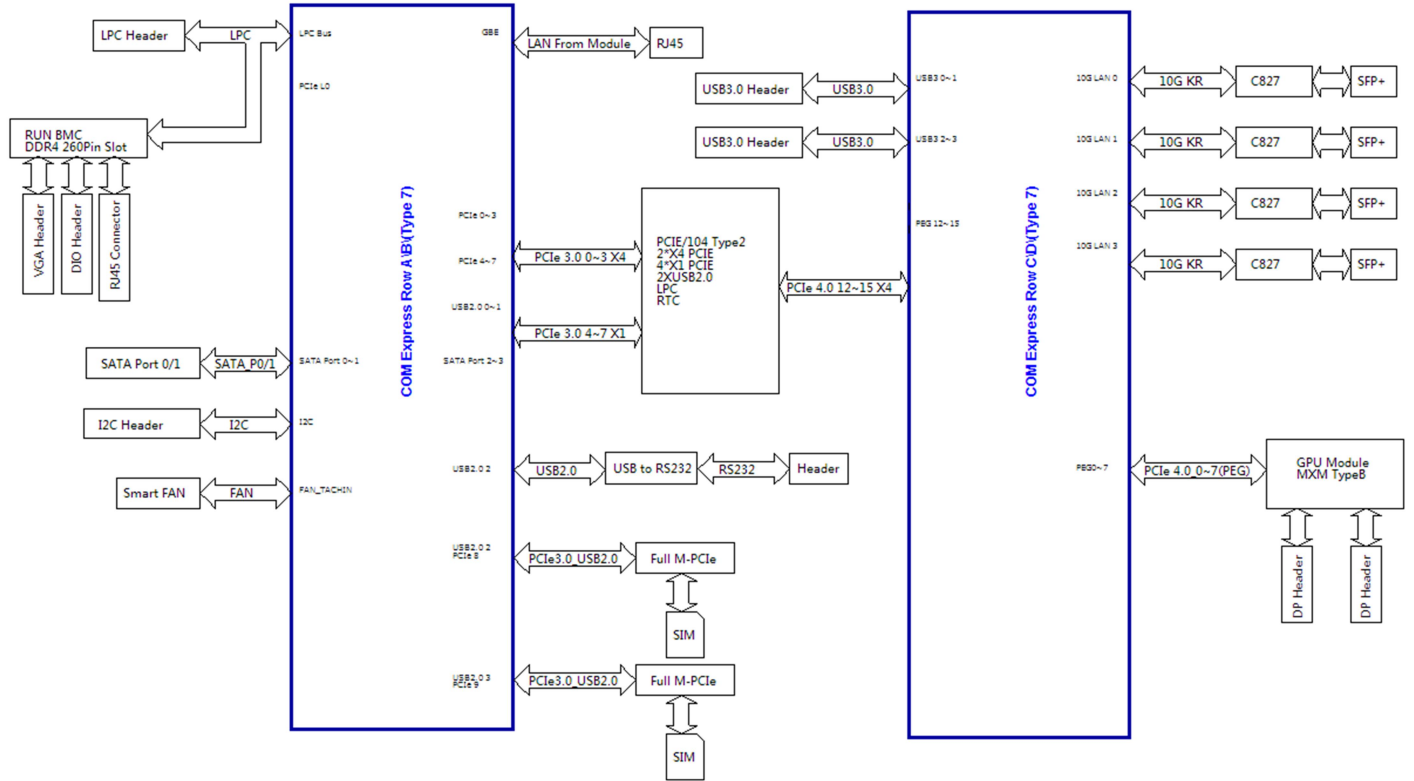 LPC Header
LPC
LPC Bus
GBE
LAN From Module
RJ45
PCIe L0
RUN BMC
DDR4 260Pin Slot
VGA Header
DIO Header
RJ45 Connector
COM Express Row A\B\(Type 7)
PCIe 0~3
PCIe 4~7
USB2.0 0~1
SATA Port 2~3
PCIe 3.0 0~3 X4
PCIe 3.0 4~7 X1
PCIE/104 Type2
2*X4 PCIE
4*X1 PCIE
2XUSB2.0
LPC
RTC
PCIe 4.0 12~15 X4
SATA Port 0/1
SATA_P0/1
SATA Port 0~1
I2C Header
I2C
I2C
Smart FAN
FAN
FAN_TACHIN
USB2.0 2
USB2.0
USB to RS232
RS232
Header
USB2.0 2
PCIe 8
PCIe3.0_USB2.0
Full M-PCIe
SIM
USB2.0 3
PCIe 9
PCIe3.0_USB2.0
Full M-PCIe
SIM
USB3.0 Header
USB3.0
USB3 0~1
USB3.0 Header
USB3.0
USB3 2~3
PEG 12~15
COM Express Row C\D\(Type 7)
10G LAN 0
10G KR
C827
SFP+
10G LAN 1
10G KR
C827
SFP+
10G LAN 2
10G KR
C827
SFP+
10G LAN 3
10G KR
C827
SFP+
PEG0~7
PCIe 4.0_0~7(PEG)
GPU Module
MXM TypeB
DP Header
DP Header